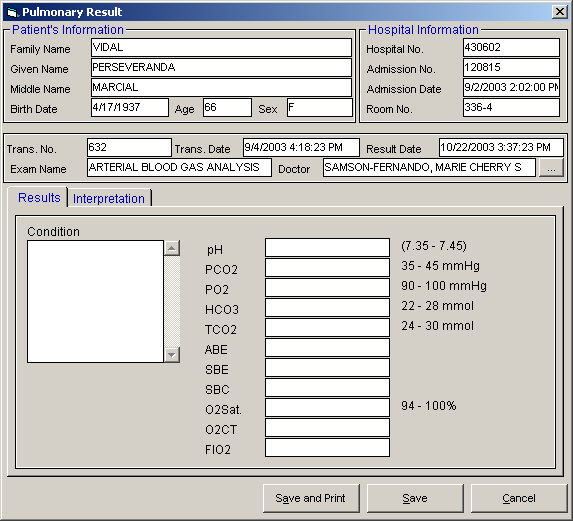 Pulmonary Result
Patient's Information
Family Name VIDAL
Given Name PERSEVERANDA
Middle Name MARCIAL
Birth Date 4/17/1937 Age 66 Sex F
Hospital Information
Hospital No. 430602
Admission No. 120815
Admission Date 9/2/2003 2:02:00 PM
Room No. 336-4
Trans. No. 632 Trans. Date 9/4/2003 4:18:23 PM Result Date 10/22/2003 3:37:23 PM
Exam Name ARTERIAL BLOOD GAS ANALYSIS Doctor SAMSON-FERNANDO, MARIE CHERRY S ...
Results Interpretation
Condition
pH (7.35 - 7.45)
PCO2 35 - 45 mmHg
PO2 90 - 100 mmHg
HCO3 22 - 28 mmol
TCO2 24 - 30 mmol
ABE
SBE
SBC
O2Sat. 94 - 100%
O2CT
FIO2
Save and Print Save Cancel